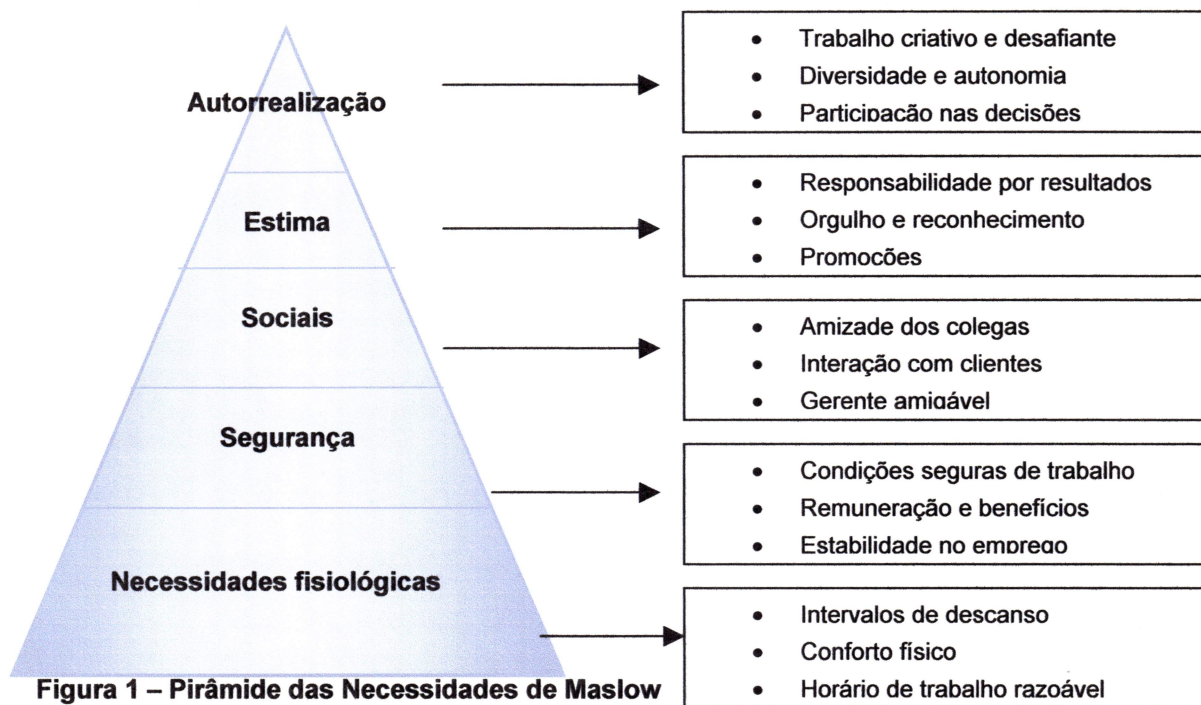 Autorrealização
• Trabalho criativo e desafiante
• Diversidade e autonomia
• Participação nas decisões
Estima
• Responsabilidade por resultados
• Orgulho e reconhecimento
• Promocões
Sociais
• Amizade dos colegas
• Interação com clientes
• Gerente amigável
Segurança
• Condições seguras de trabalho
• Remuneração e benefícios
• Estabilidade no emprego
Necessidades fisiológicas
• Intervalos de descanso
• Conforto físico
• Horário de trabalho razoável
Figura 1 – Pirâmide das Necessidades de Maslow